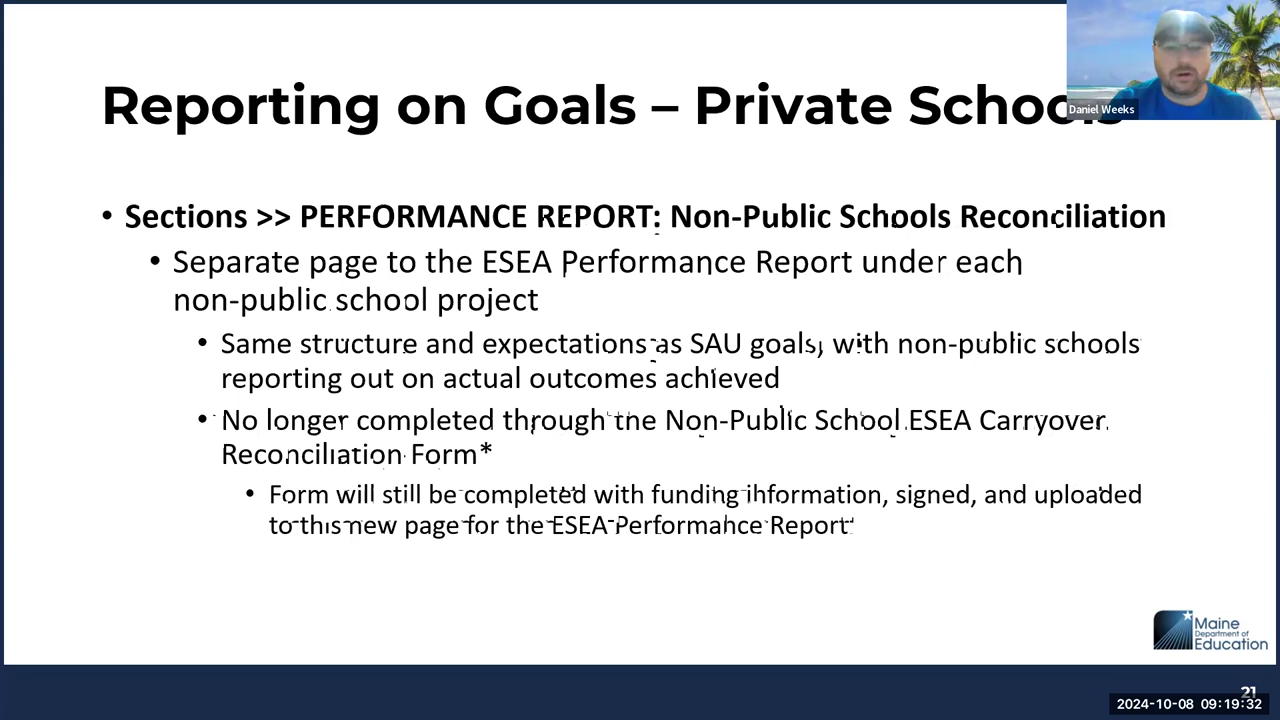 Reporting on Goals – Private Schools
Daniel Weeks
• Sections >> PERFORMANCE REPORT: Non-Public Schools Reconciliation
• Separate page to the ESEA Performance Report under each
non-public school project
• Same structure and expectations as SAU goals, with non-public schools
reporting out on actual outcomes achieved
• No longer completed through the Non-Public School ESEA Carryover
Reconciliation Form*
• Form will still be completed with funding information, signed, and uploaded
to this new page for the ESEA Performance Report
Maine
Department of
Education
21
2024-10-08 09:19:32